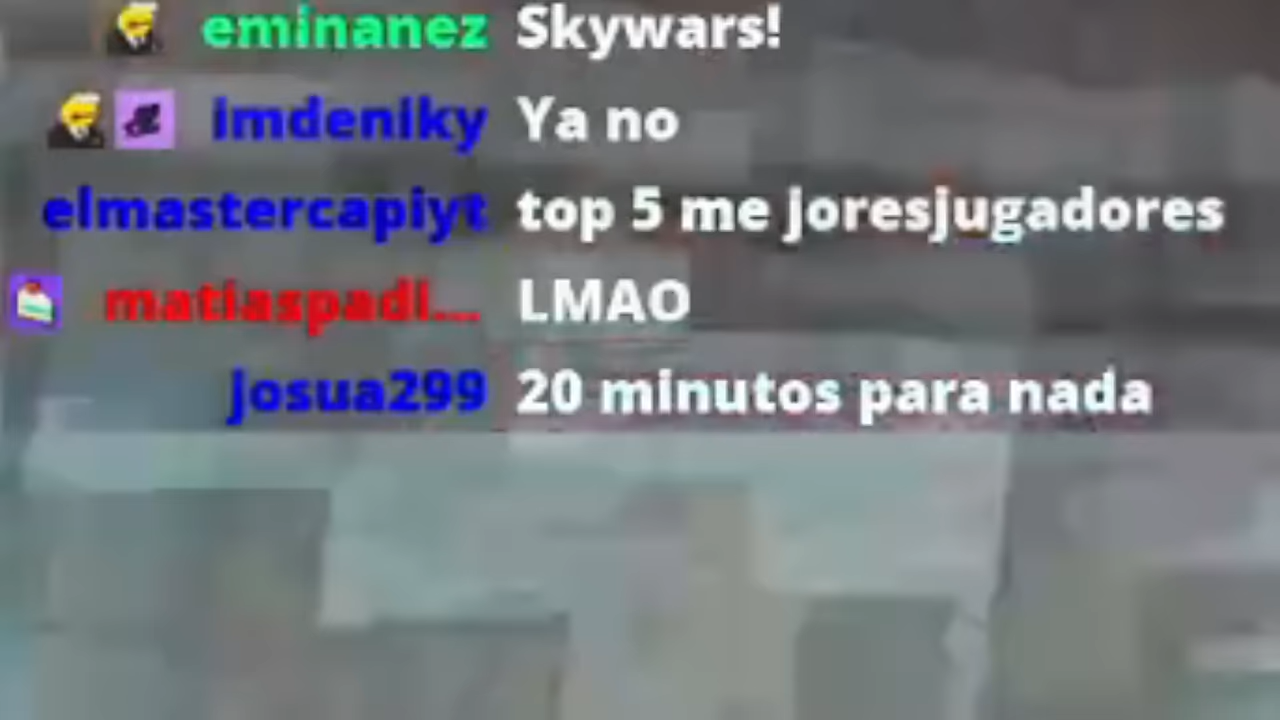 eminanez Skywars!
imdeniky Ya no
elmastercapiyt top 5 me joresjugadores
matiaspadi... LMAO
josua299 20 minutos para nada